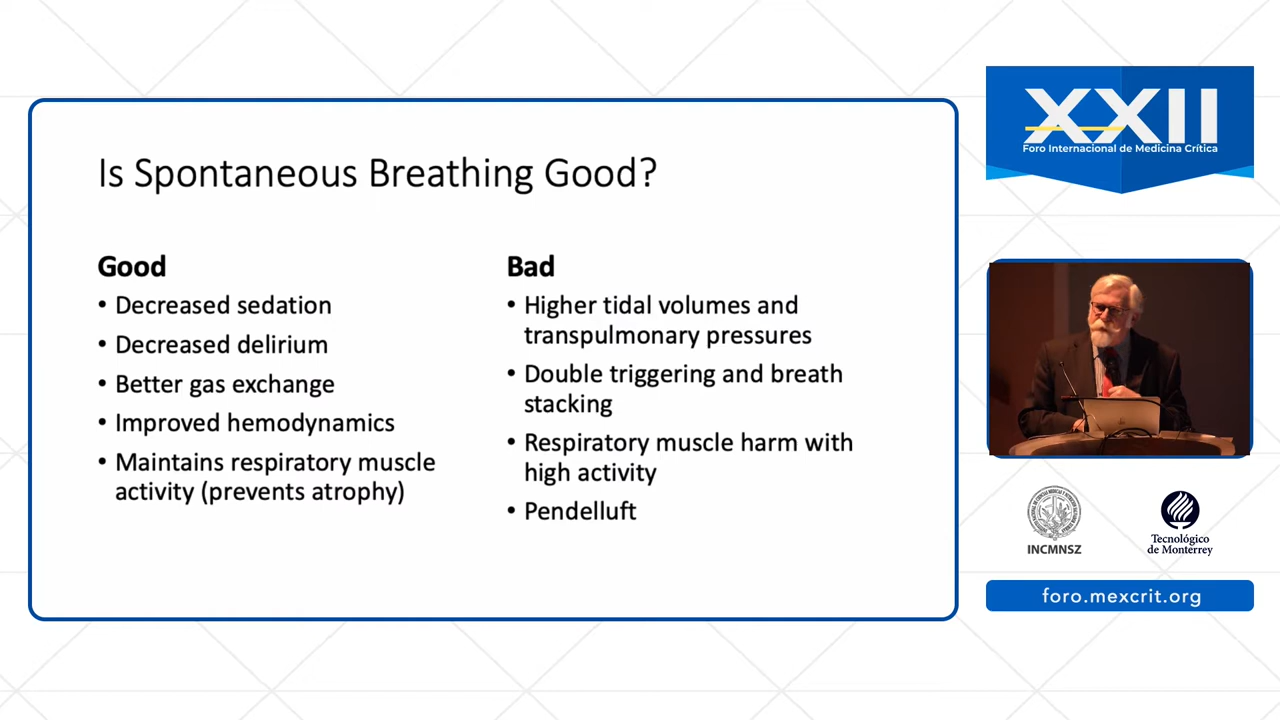 Is Spontaneous Breathing Good?
Good
• Decreased sedation
• Decreased delirium
• Better gas exchange
• Improved hemodynamics
• Maintains respiratory muscle
activity (prevents atrophy)
Bad
• Higher tidal volumes and
transpulmonary pressures
• Double triggering and breath
stacking
• Respiratory muscle harm with
high activity
• Pendelluft
XXII
Foro Internacional de Medicina Crítica
INCMNSZ
Tecnológico
de Monterrey
foro.mexcrit.org